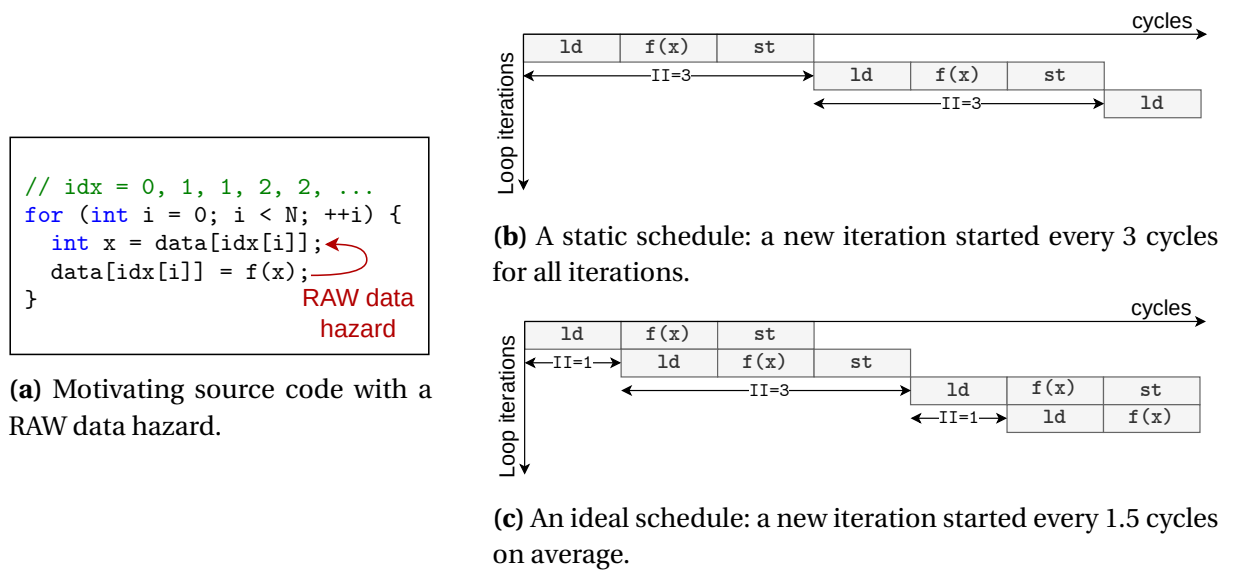 // idx = 0, 1, 1, 2, 2, ...
for (int i = 0; i < N; ++i) {
int x = data[idx[i]];
data[idx[i]] = f(x);
}
RAW data
hazard
(a) Motivating source code with a
RAW data hazard.
cycles
Loop iterations
ld f(x) st
II=3 ld f(x) st
II=3 ld
(b) A static schedule: a new iteration started every 3 cycles
for all iterations.
cycles
Loop iterations
ld f(x) st
II=1 ld f(x) st
II=3 ld f(x) st
II=1 ld f(x)
(c) An ideal schedule: a new iteration started every 1.5 cycles
on average.